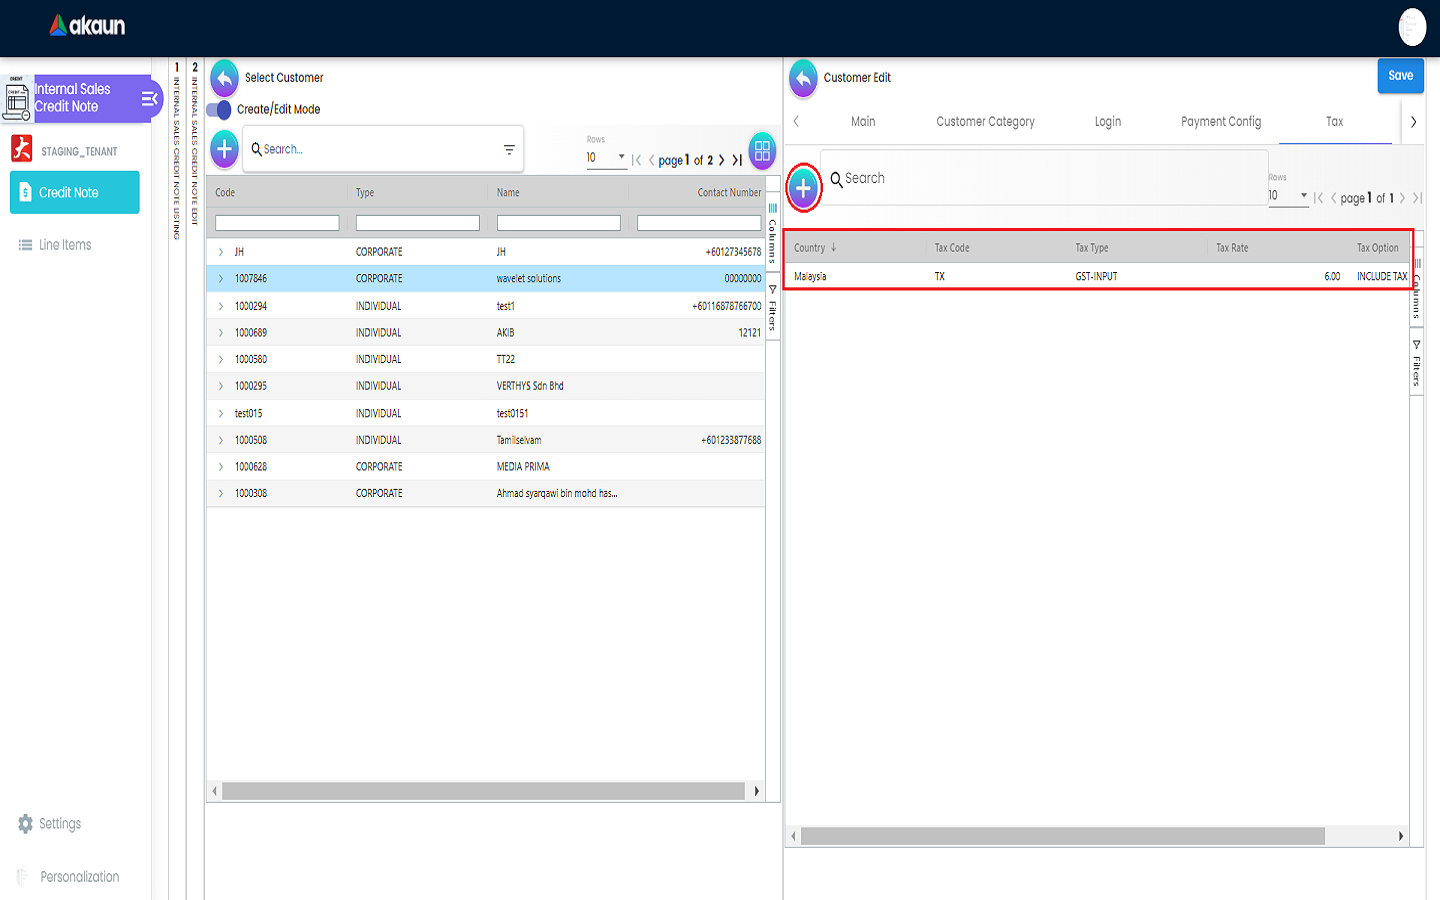 akaun
CREDIT
Internal Sales
Credit Note
STAGING_TENANT
Credit Note
Line Items
Settings
Personalization
1 INTERNAL SALES CREDIT NOTE LISTING
2 INTERNAL SALES CREDIT NOTE EDIT
Select Customer
Create/Edit Mode
Search...
Rows
10
page 1 of 2
Code Type Name Contact Number
JH CORPORATE JH +60127345678
1007846 CORPORATE wavelet solutions 00000000
1000294 INDIVIDUAL test1 +60116878766700
1000689 INDIVIDUAL AKIB 12121
1000580 INDIVIDUAL TT22
1000295 INDIVIDUAL VERTHYS Sdn Bhd
test015 INDIVIDUAL test0151
1000508 INDIVIDUAL Tamilselvam +601233877688
1000628 CORPORATE MEDIA PRIMA
1000308 CORPORATE Ahmad syarqawi bin mohd has...
Columns
Filters
Customer Edit
Save
Main Customer Category Login Payment Config Tax
Search
Rows
10
page 1 of 1
Country Tax Code Tax Type Tax Rate Tax Option
Malaysia TX GST-INPUT 6.00 INCLUDE TAX
Columns
Filters